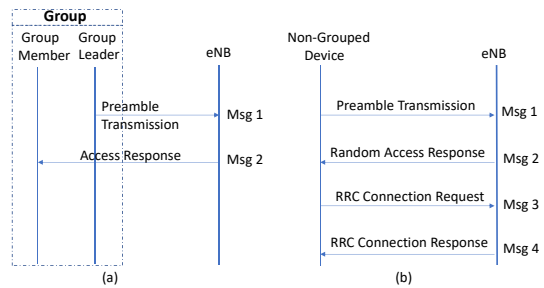 Group
Group
Member
Group
Leader
eNB
Preamble
Transmission
Msg 1
Access Response
Msg 2
(a)
Non-Grouped
Device
eNB
Preamble Transmission
Msg 1
Random Access Response
Msg 2
RRC Connection Request
Msg 3
RRC Connection Response
Msg 4
(b)